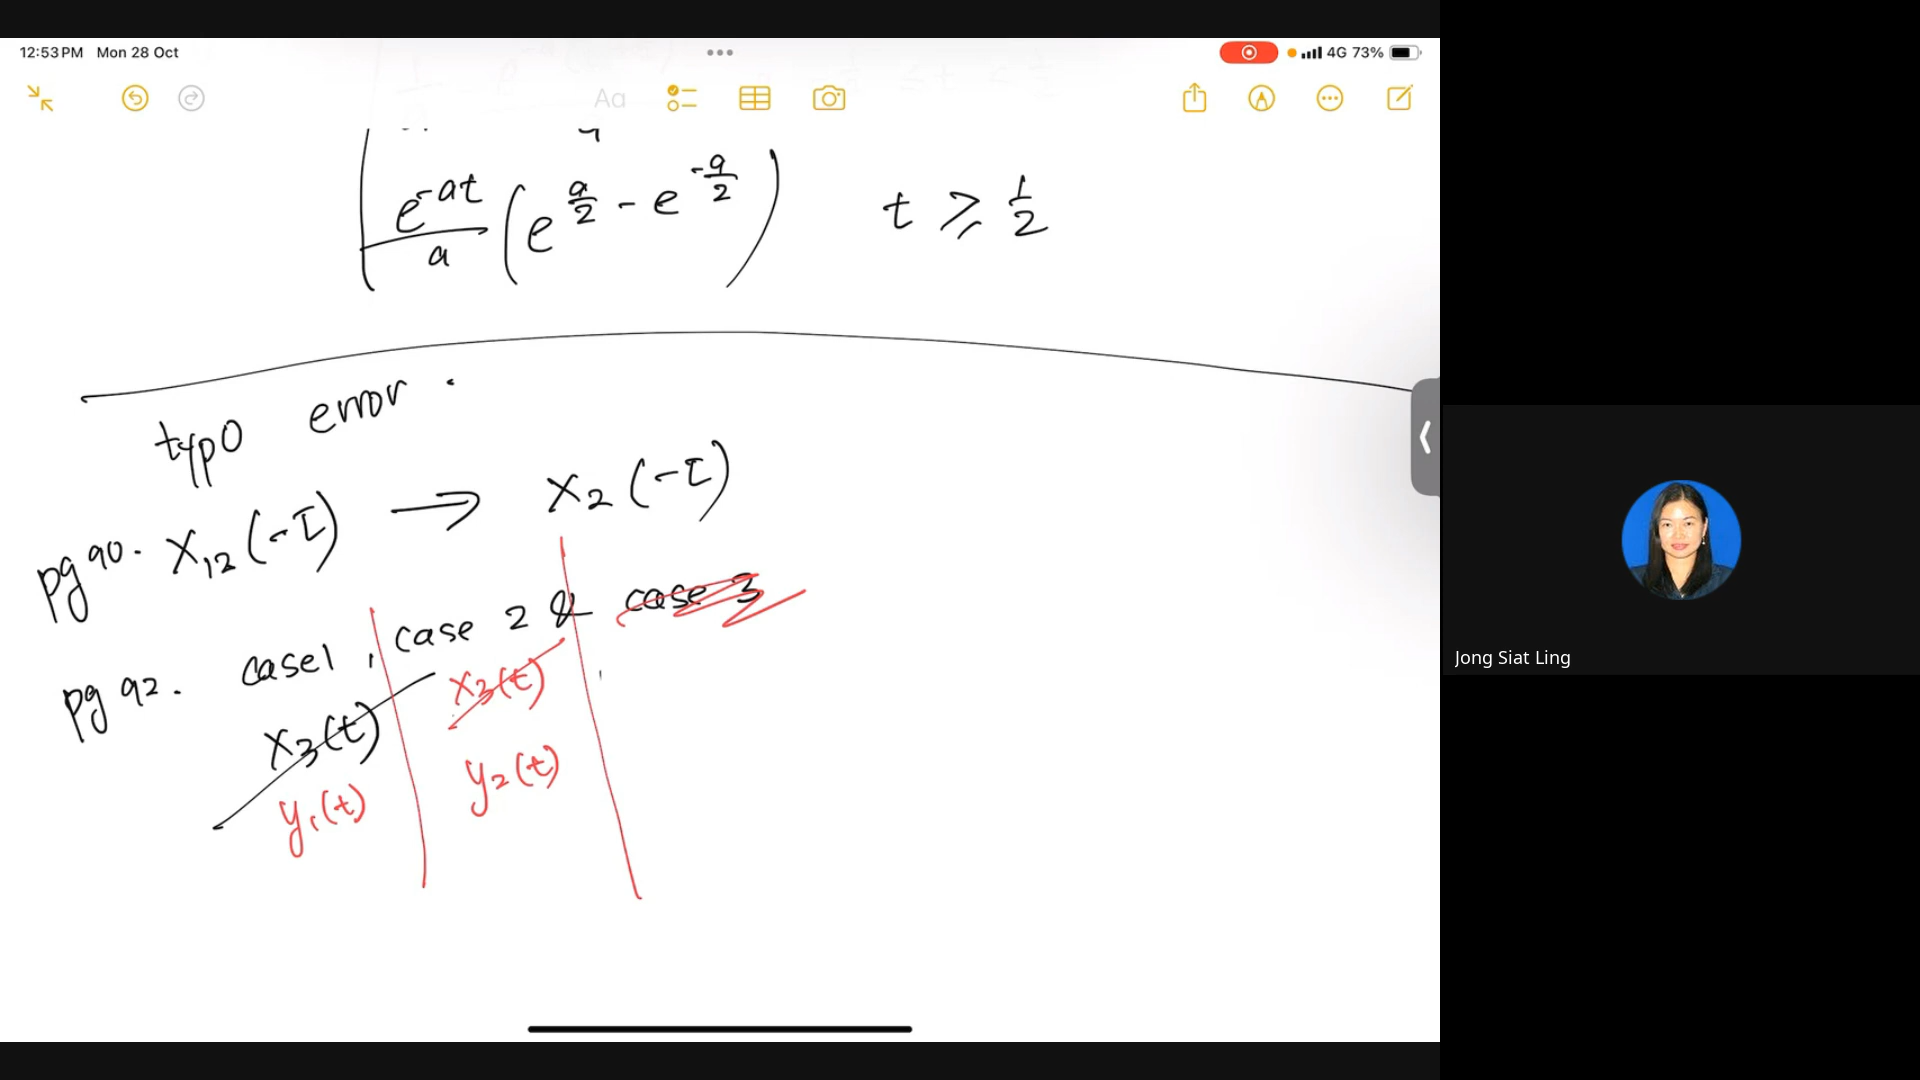 12:53 PM Mon 28 Oct
4G 73%
Aa
e^{-at}/a (e^{a/2} - e^{-a/2}) t ⩾ 1/2
typo error.
pg 90. x₁₂(-τ) → x₂(-τ)
pg 92. case1, case 2 & case 3
x₃(t) x₃(t)
y₁(t) y₂(t)
Jong Siat Ling